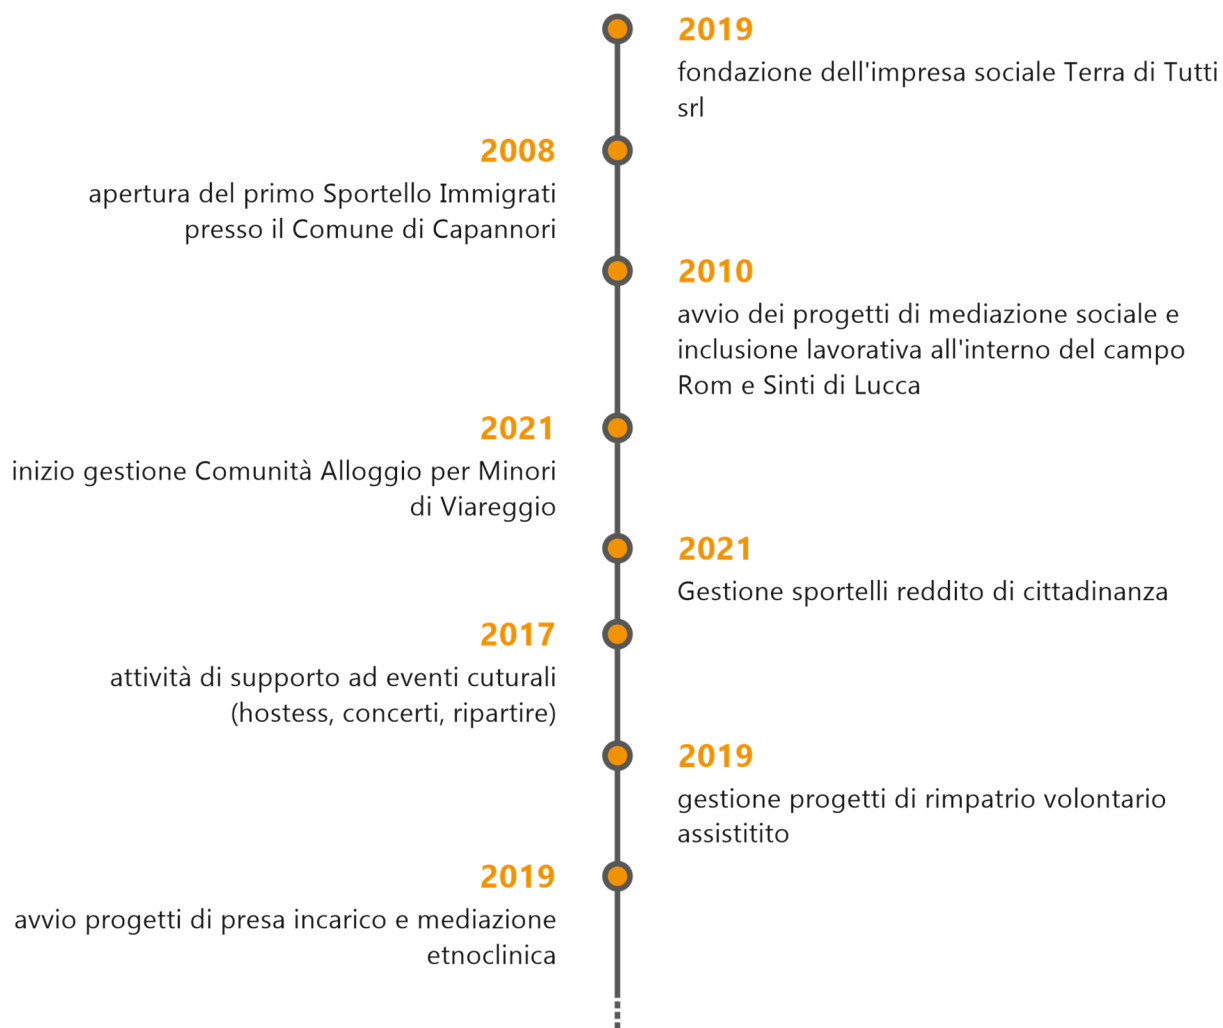 2019
fondazione dell'impresa sociale Terra di Tutti
srl
2008
apertura del primo Sportello Immigrati
presso il Comune di Capannori
2010
avvio dei progetti di mediazione sociale e
inclusione lavorativa all'interno del campo
Rom e Sinti di Lucca
2021
inizio gestione Comunità Alloggio per Minori
di Viareggio
2021
Gestione sportelli reddito di cittadinanza
2017
attività di supporto ad eventi cuturali
(hostess, concerti, ripartire)
2019
gestione progetti di rimpatrio volontario
assistitito
2019
avvio progetti di presa incarico e mediazione
etnoclinica